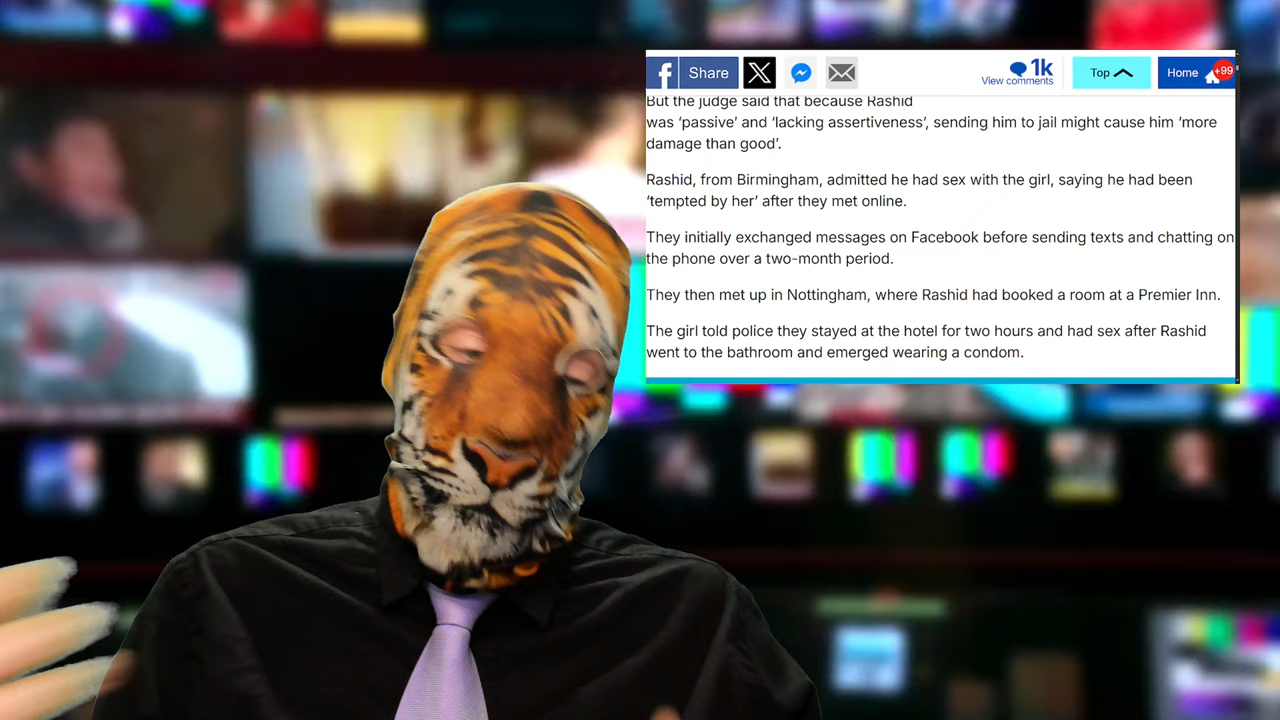 Share
1k
View comments
Top
Home
+99
But the judge said that because Rashid
was ‘passive’ and ‘lacking assertiveness’, sending him to jail might cause him ‘more
damage than good’.
Rashid, from Birmingham, admitted he had sex with the girl, saying he had been
‘tempted by her’ after they met online.
They initially exchanged messages on Facebook before sending texts and chatting on
the phone over a two-month period.
They then met up in Nottingham, where Rashid had booked a room at a Premier Inn.
The girl told police they stayed at the hotel for two hours and had sex after Rashid
went to the bathroom and emerged wearing a condom.